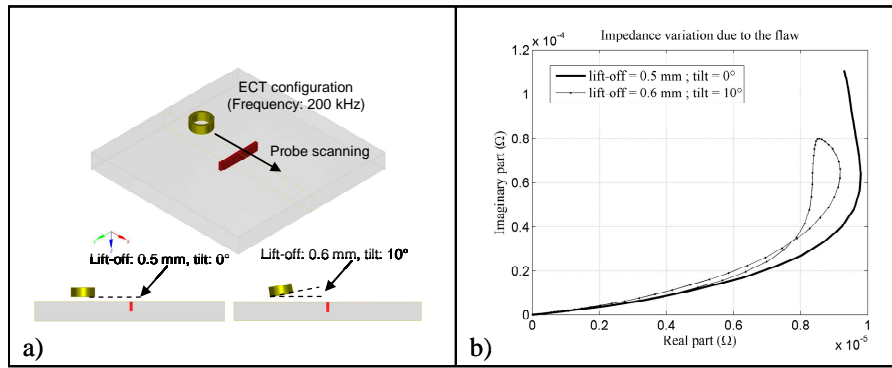 ECT configuration
(Frequency: 200 kHz)
Probe scanning
Lift-off: 0.5 mm, tilt: 0°
Lift-off: 0.6 mm, tilt: 10°
a)
Impedance variation due to the flaw
x 10⁻⁴
1.2
1
0.8
0.6
0.4
0.2
0
Imaginary part (Ω)
lift-off = 0.5 mm ; tilt = 0°
lift-off = 0.6 mm ; tilt = 10°
0
0.2
0.4
0.6
0.8
1
Real part (Ω)
x 10⁻⁵
b)